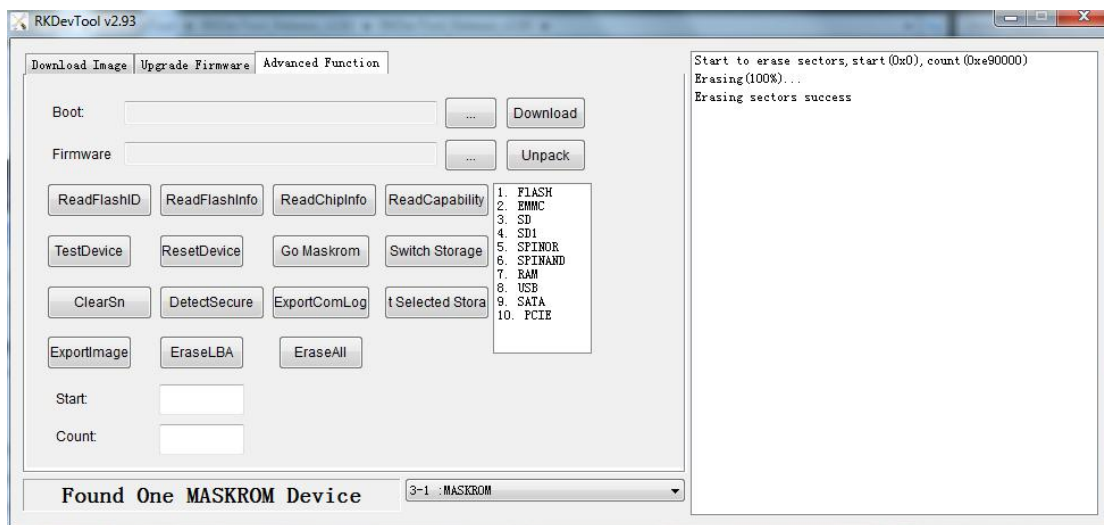 RKDevTool v2.93
Download Image
Upgrade Firmware
Advanced Function
Boot:
...
Download
Firmware
...
Unpack
ReadFlashID
ReadFlashInfo
ReadChipInfo
ReadCapability
TestDevice
ResetDevice
Go Maskrom
Switch Storage
ClearSn
DetectSecure
ExportComLog
t Selected Stora
ExportImage
EraseLBA
EraseAll
1. FlASH
2. EMMC
3. SD
4. SD1
5. SPINOR
6. SPINAND
7. RAM
8. USB
9. SATA
10. PCIE
Start:
Count:
Found One MASKROM Device
3-1 :MASKROM
Start to erase sectors,start(0x0),count(0xe90000)
Erasing(100%)...
Erasing sectors success